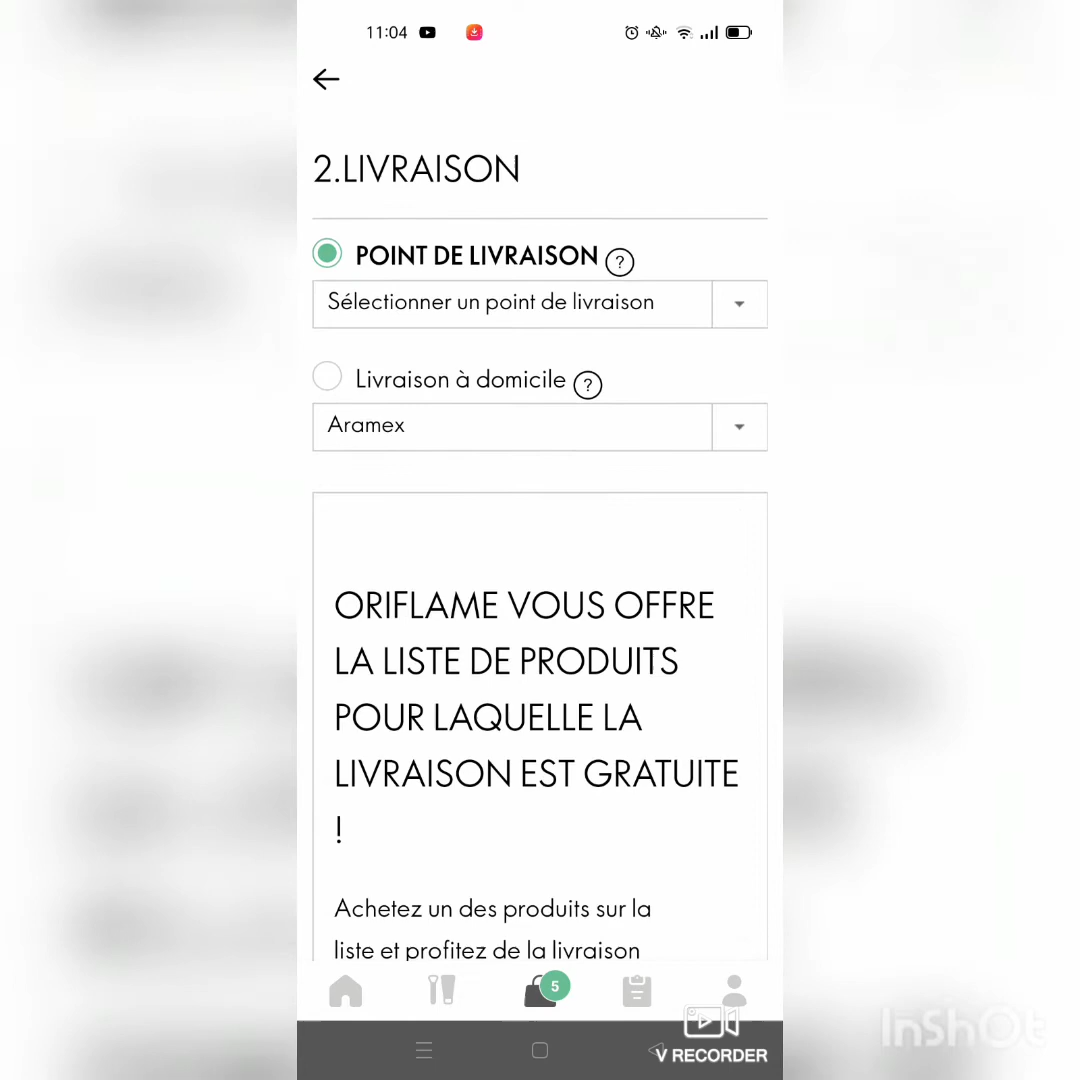 11:04
2.LIVRAISON
POINT DE LIVRAISON ?
Sélectionner un point de livraison
Livraison à domicile ?
Aramex
ORIFLAME VOUS OFFRE
LA LISTE DE PRODUITS
POUR LAQUELLE LA
LIVRAISON EST GRATUITE
!
Achetez un des produits sur la
liste et profitez de la livraison
5
V RECORDER
InShOt